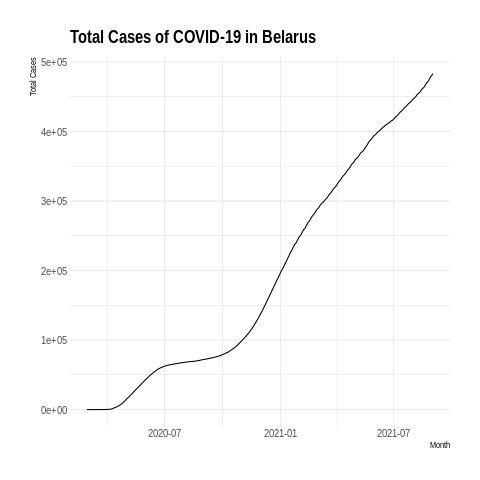 Total Cases of COVID-19 in Belarus
Total Cases
5e+05
4e+05
3e+05
2e+05
1e+05
0e+00
2020-07
2021-01
2021-07
Month